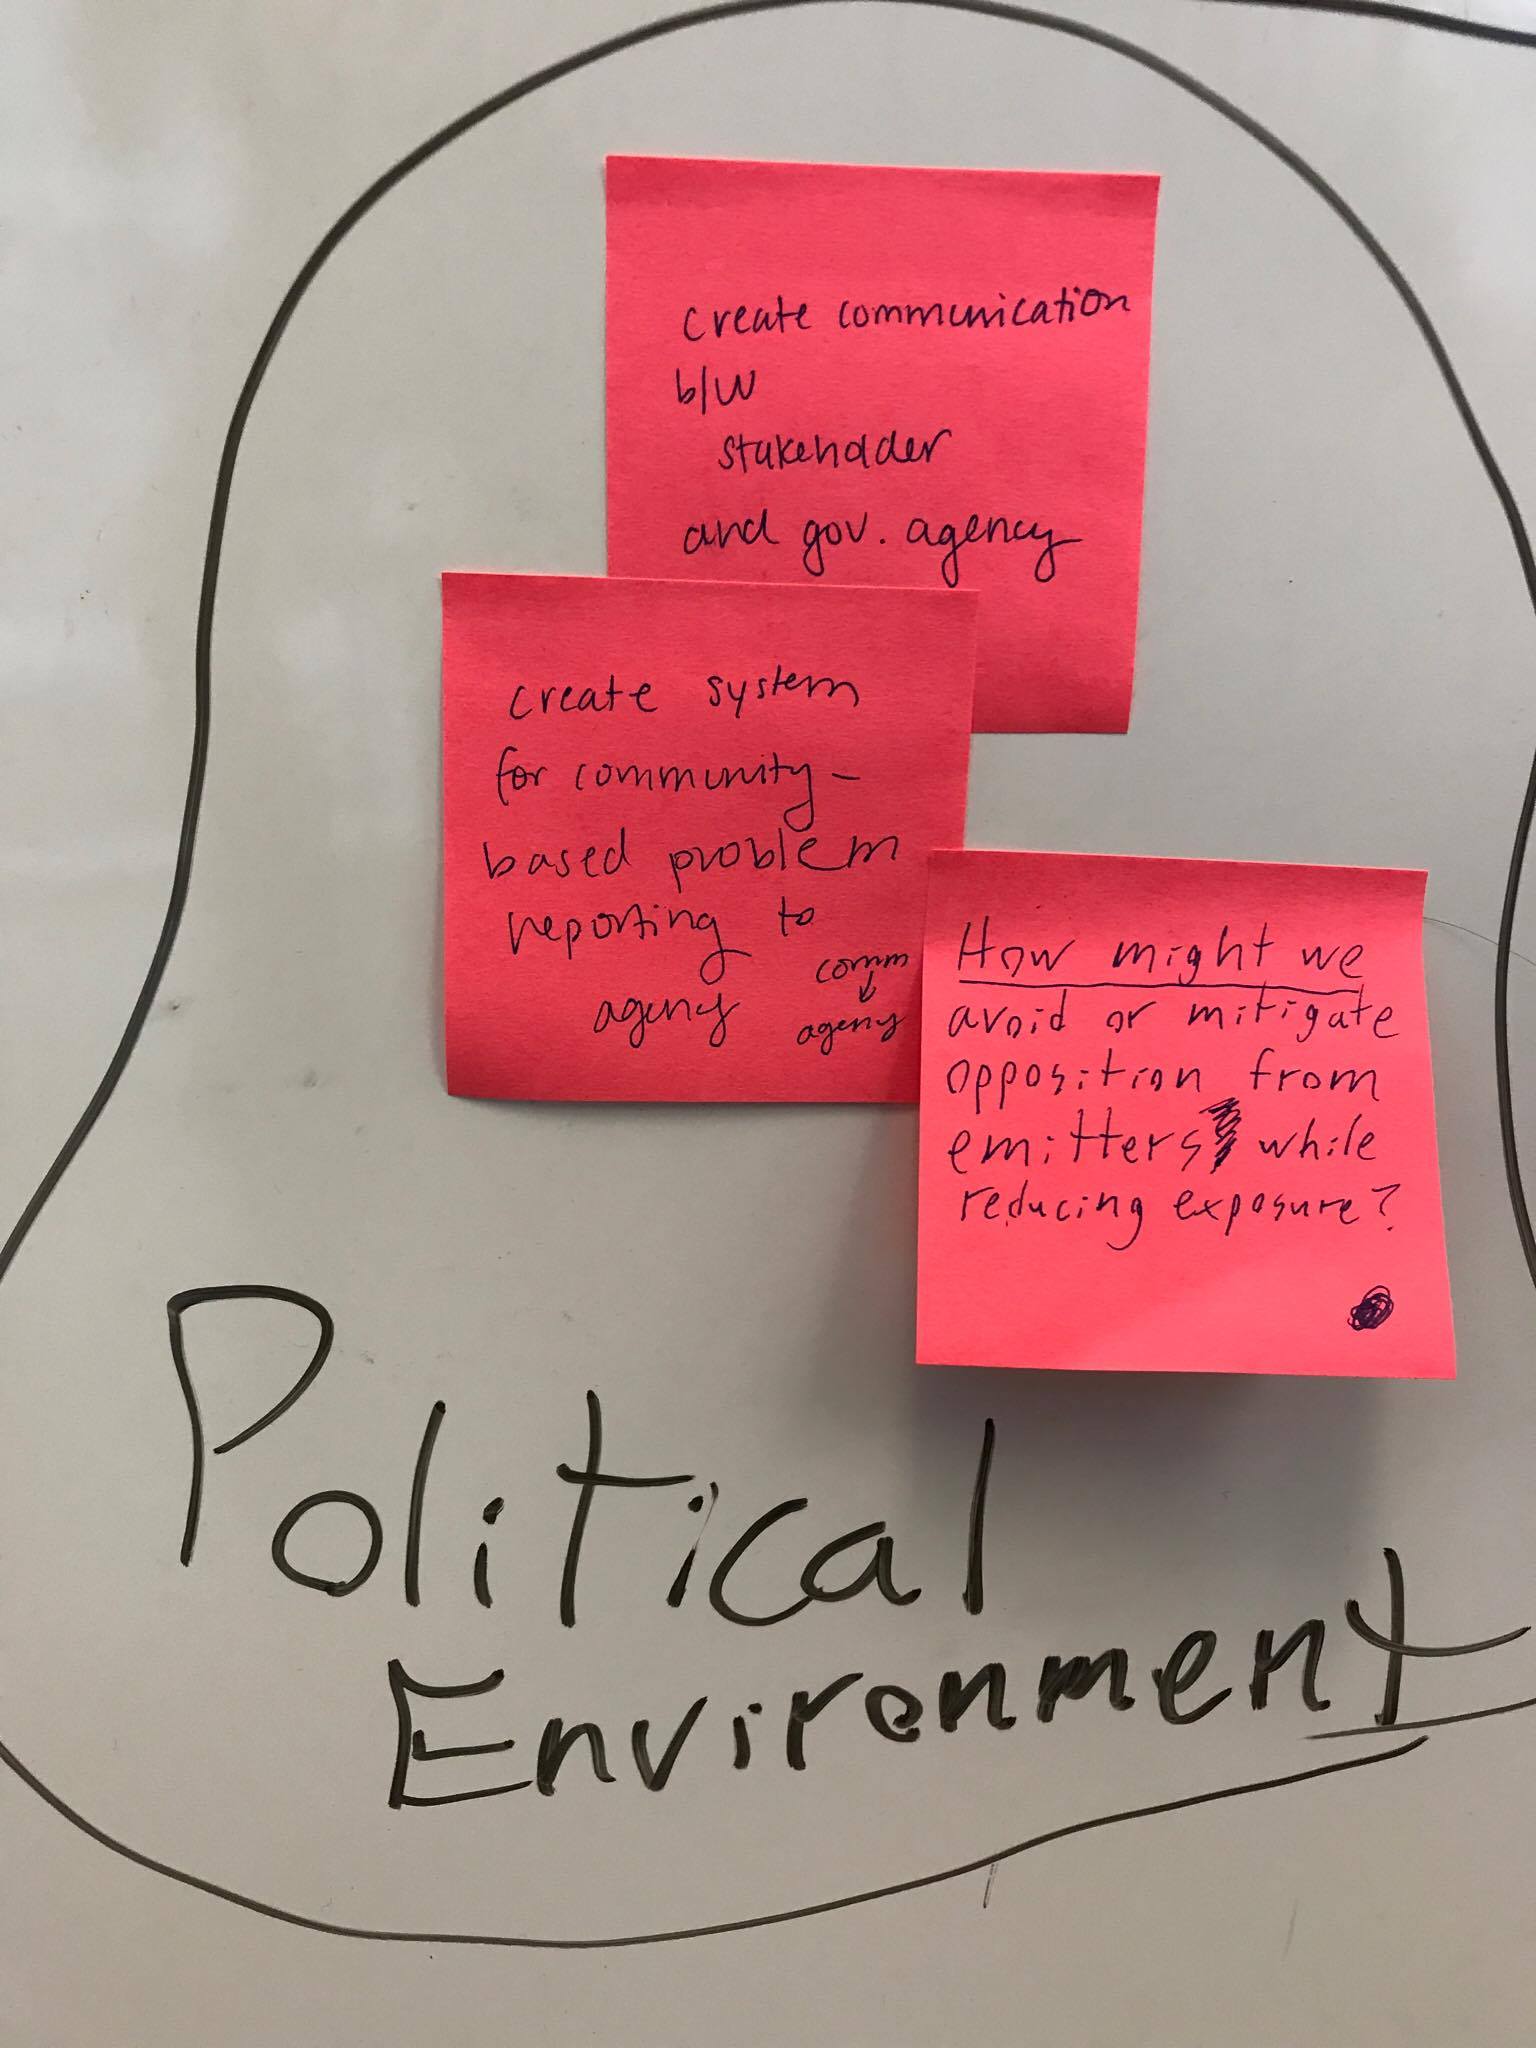 create communication
b/w
stakeholder
and gov. agency
create system
for community-
based problem
reporting to
agency
comm
↓
agency
How might we
avoid or mitigate
opposition from
emitters while
reducing exposure?
Political
Environment